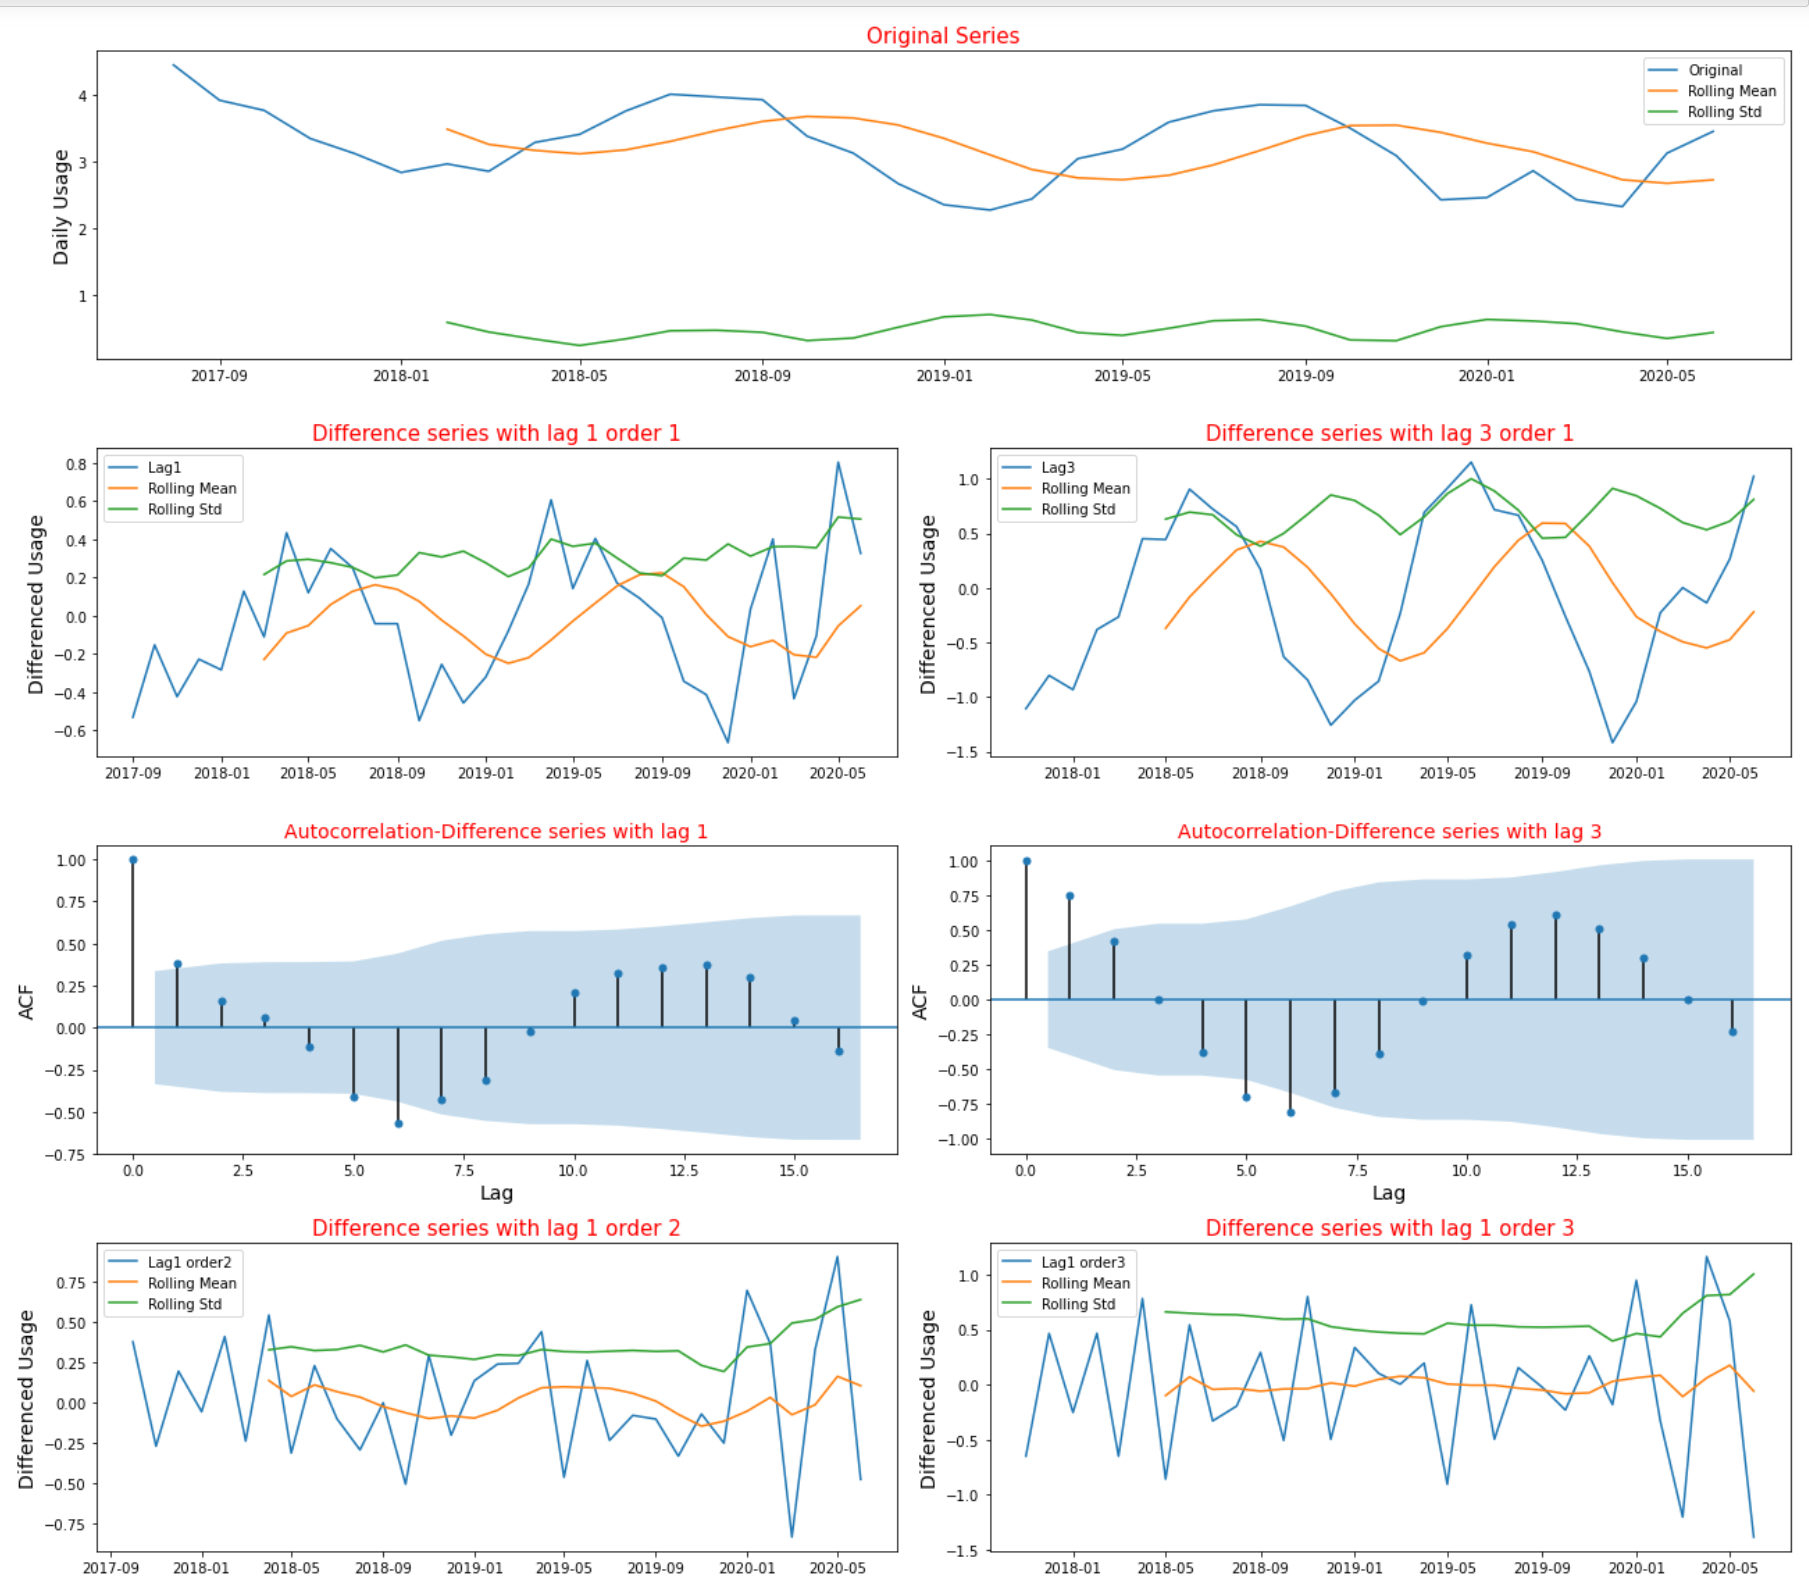 Original Series
Original
Rolling Mean
Rolling Std
Daily Usage
4
3
2
1
2017-09 2018-01 2018-05 2018-09 2019-01 2019-05 2019-09 2020-01 2020-05
Difference series with lag 1 order 1
Lag1
Rolling Mean
Rolling Std
Differenced Usage
0.8
0.6
0.4
0.2
0.0
−0.2
−0.4
−0.6
2017-09 2018-01 2018-05 2018-09 2019-01 2019-05 2019-09 2020-01 2020-05
Difference series with lag 3 order 1
Lag3
Rolling Mean
Rolling Std
Differenced Usage
1.0
0.5
0.0
−0.5
−1.0
−1.5
2018-01 2018-05 2018-09 2019-01 2019-05 2019-09 2020-01 2020-05
Autocorrelation-Difference series with lag 1
ACF
1.00
0.75
0.50
0.25
0.00
−0.25
−0.50
−0.75
0.0 2.5 5.0 7.5 10.0 12.5 15.0
Lag
Autocorrelation-Difference series with lag 3
ACF
1.00
0.75
0.50
0.25
0.00
−0.25
−0.50
−0.75
−1.00
0.0 2.5 5.0 7.5 10.0 12.5 15.0
Lag
Difference series with lag 1 order 2
Lag1 order2
Rolling Mean
Rolling Std
Differenced Usage
0.75
0.50
0.25
0.00
−0.25
−0.50
−0.75
2017-09 2018-01 2018-05 2018-09 2019-01 2019-05 2019-09 2020-01 2020-05
Difference series with lag 1 order 3
Lag1 order3
Rolling Mean
Rolling Std
Differenced Usage
1.0
0.5
0.0
−0.5
−1.0
−1.5
2018-01 2018-05 2018-09 2019-01 2019-05 2019-09 2020-01 2020-05